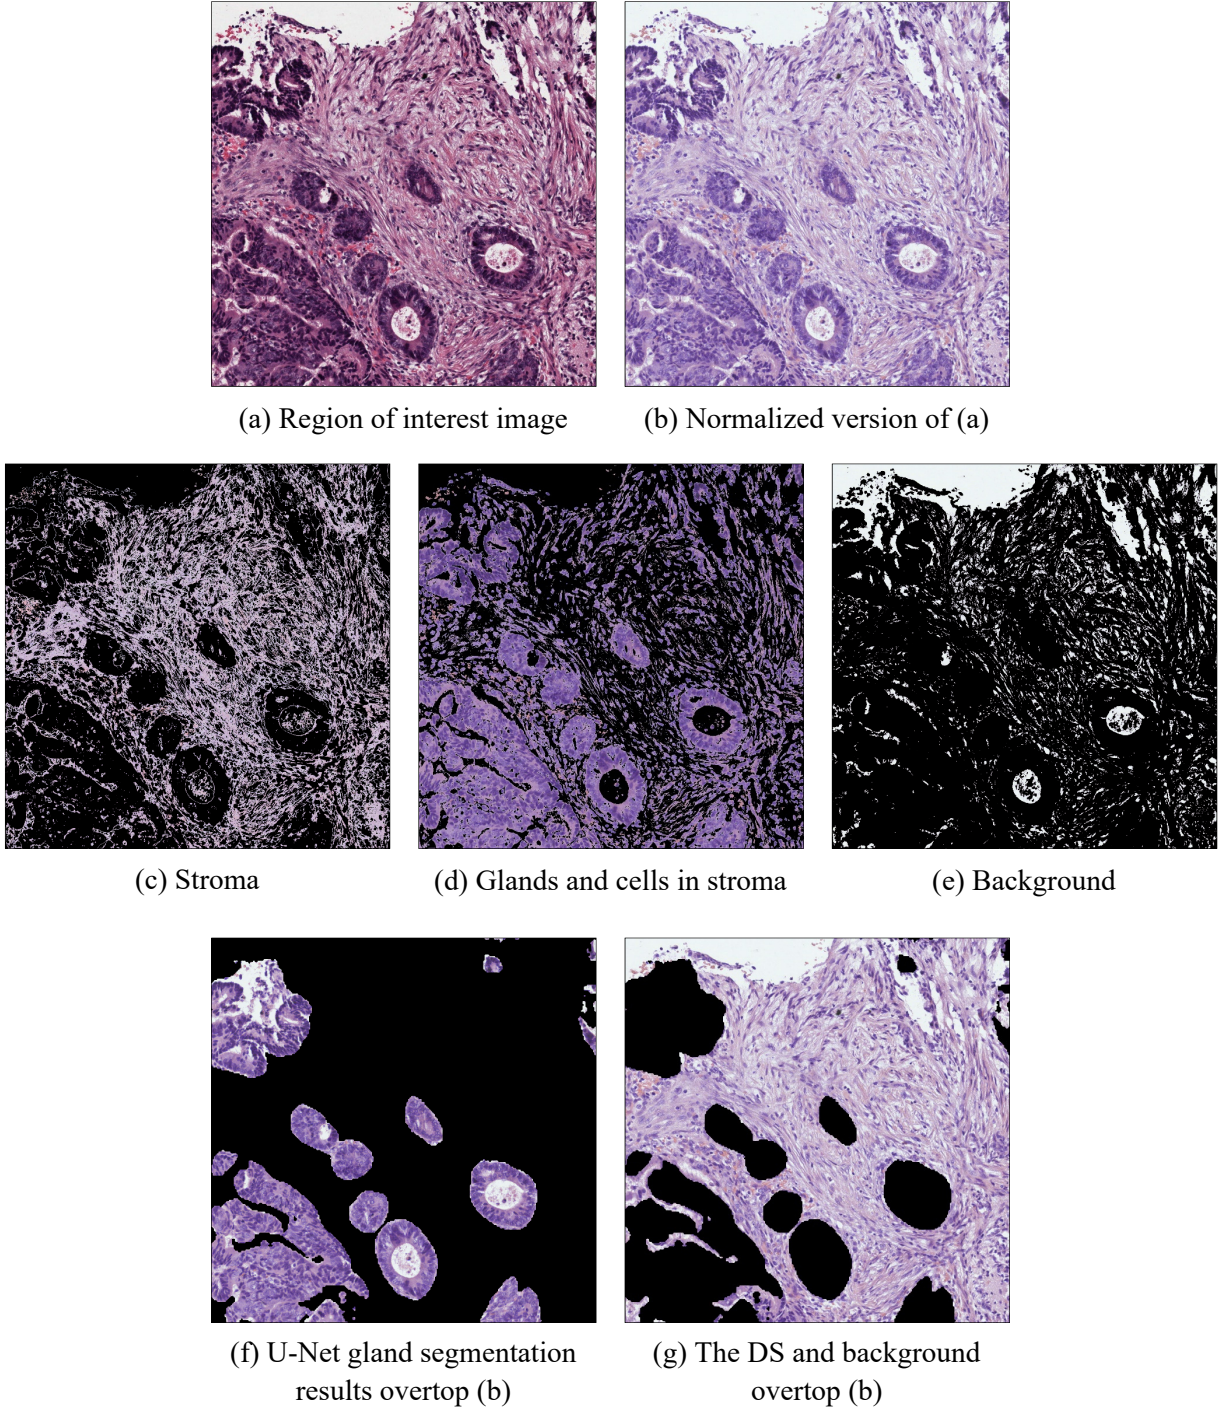 (a) Region of interest image
(b) Normalized version of (a)
(c) Stroma
(d) Glands and cells in stroma
(e) Background
(f) U-Net gland segmentation
results overtop (b)
(g) The DS and background
overtop (b)